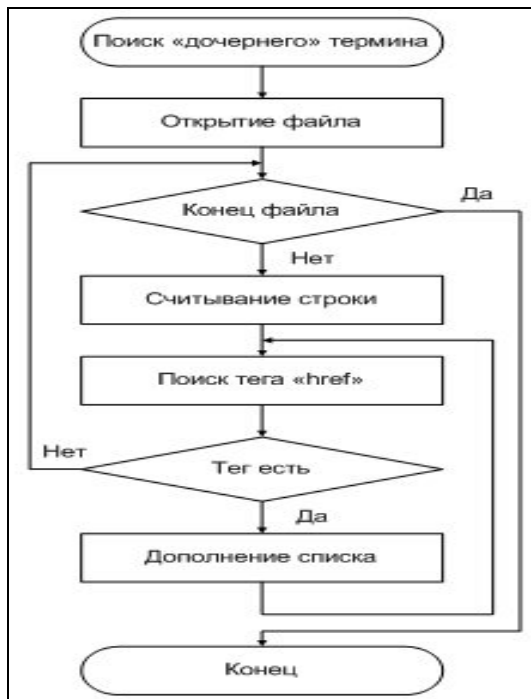 Поиск «дочернего» термина
Открытие файла
Конец файла
Да
Нет
Считывание строки
Поиск тега «href»
Нет
Тег есть
Да
Дополнение списка
Конец